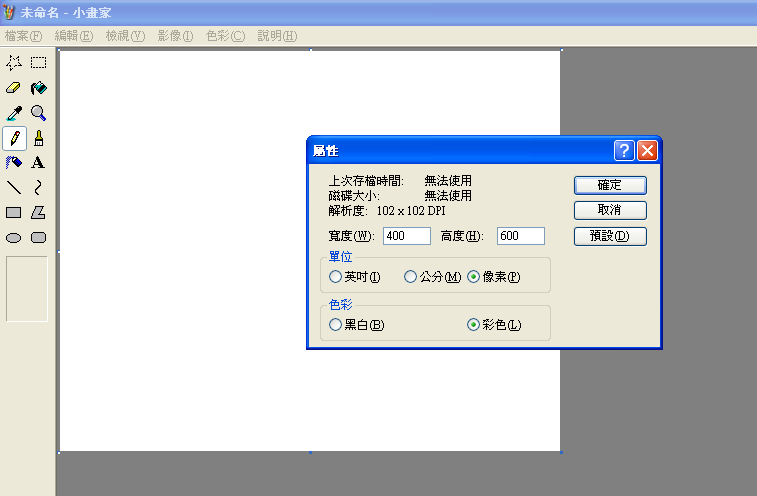 未命名 - 小畫家
檔案(F) 編輯(E) 檢視(V) 影像(I) 色彩(C) 說明(H)
A
屬性
上次存檔時間: 無法使用
磁碟大小: 無法使用
解析度: 102 x 102 DPI
寬度(W): 400 高度(H): 600
單位
英吋(I) 公分(M) 像素(P)
色彩
黑白(B) 彩色(L)
確定
取消
預設(D)